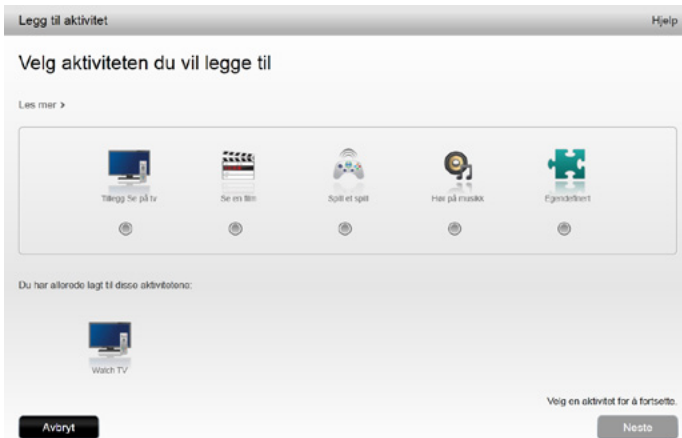 Legg til aktivitet Hjelp
Velg aktiviteten du vil legge til
Les mer >
Tillegg Se på tv Se en film Spill et spill Hør på musikk Egendefinert
Du har allerede lagt til disse aktivitetene:
Watch TV
Velg en aktivitet for å fortsette.
Avbryt Neste